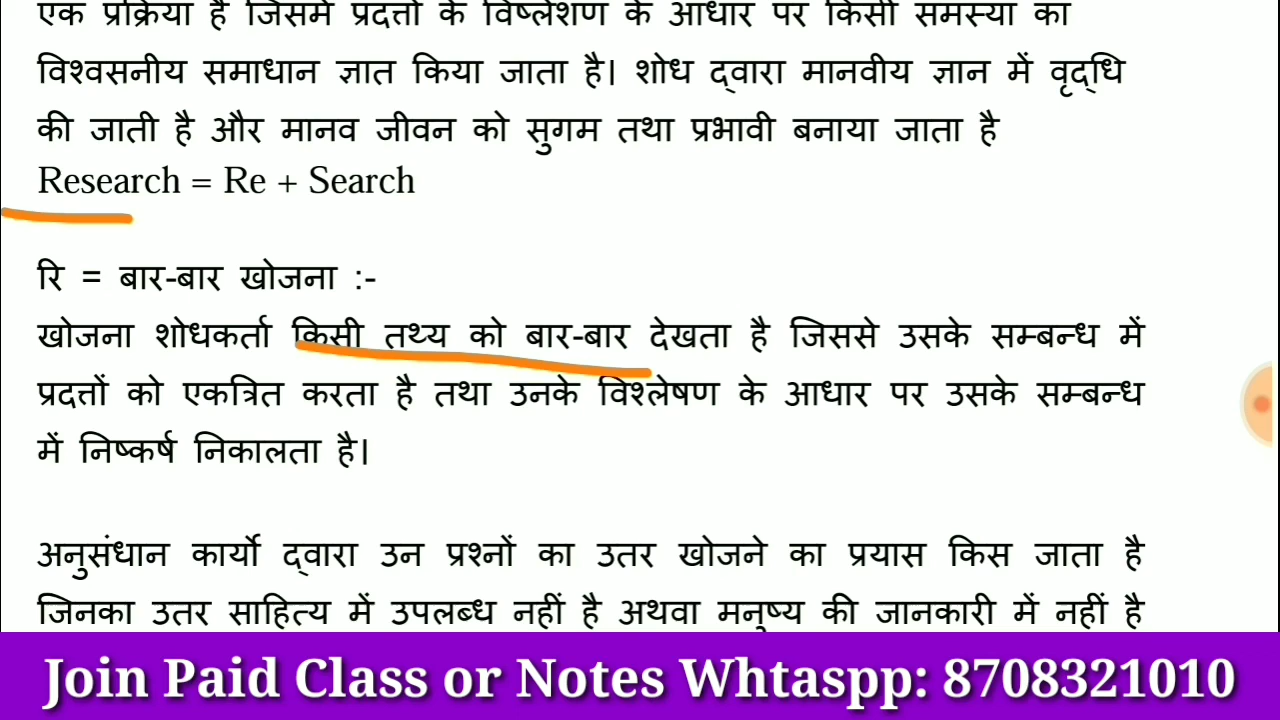 एक प्रक्रिया है जिसमें प्रदत्तों के विष्लेशण के आधार पर किसी समस्या का
विश्वसनीय समाधान ज्ञात किया जाता है। शोध द्वारा मानवीय ज्ञान में वृद्धि
की जाती है और मानव जीवन को सुगम तथा प्रभावी बनाया जाता है
Research = Re + Search
रि = बार-बार खोजना :-
खोजना शोधकर्ता किसी तथ्य को बार-बार देखता है जिससे उसके सम्बन्ध में
प्रदत्तों को एकत्रित करता है तथा उनके विश्लेषण के आधार पर उसके सम्बन्ध
में निष्कर्ष निकालता है।
अनुसंधान कार्यो द्वारा उन प्रश्नों का उतर खोजने का प्रयास किस जाता है
जिनका उतर साहित्य में उपलब्ध नहीं है अथवा मनुष्य की जानकारी में नहीं है
Join Paid Class or Notes Whtaspp: 8708321010